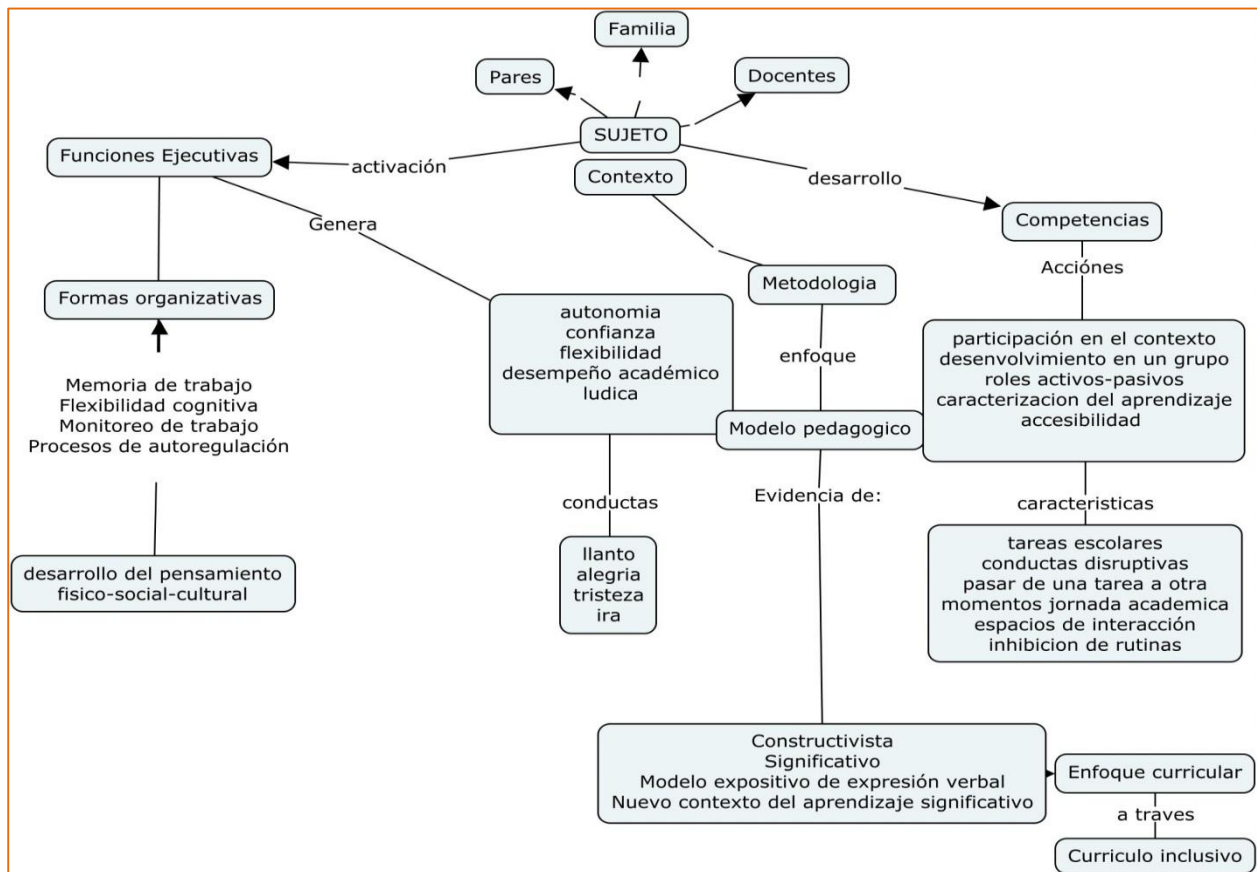 Familia
Pares
Docentes
SUJETO
Funciones Ejecutivas
activación
Contexto
desarrollo
Competencias
Genera
Acciónes
Formas organizativas
Metodologia
autonomia
confianza
flexibilidad
desempeño académico
ludica
enfoque
participación en el contexto
desenvolvimiento en un grupo
roles activos-pasivos
caracterizacion del aprendizaje
accesibilidad
Memoria de trabajo
Flexibilidad cognitiva
Monitoreo de trabajo
Procesos de autoregulación
Modelo pedagogico
conductas
Evidencia de:
caracteristicas
desarrollo del pensamiento
fisico-social-cultural
llanto
alegria
tristeza
ira
tareas escolares
conductas disruptivas
pasar de una tarea a otra
momentos jornada academica
espacios de interacción
inhibicion de rutinas
Constructivista
Significativo
Modelo expositivo de expresión verbal
Nuevo contexto del aprendizaje significativo
Enfoque curricular
a traves
Curriculo inclusivo